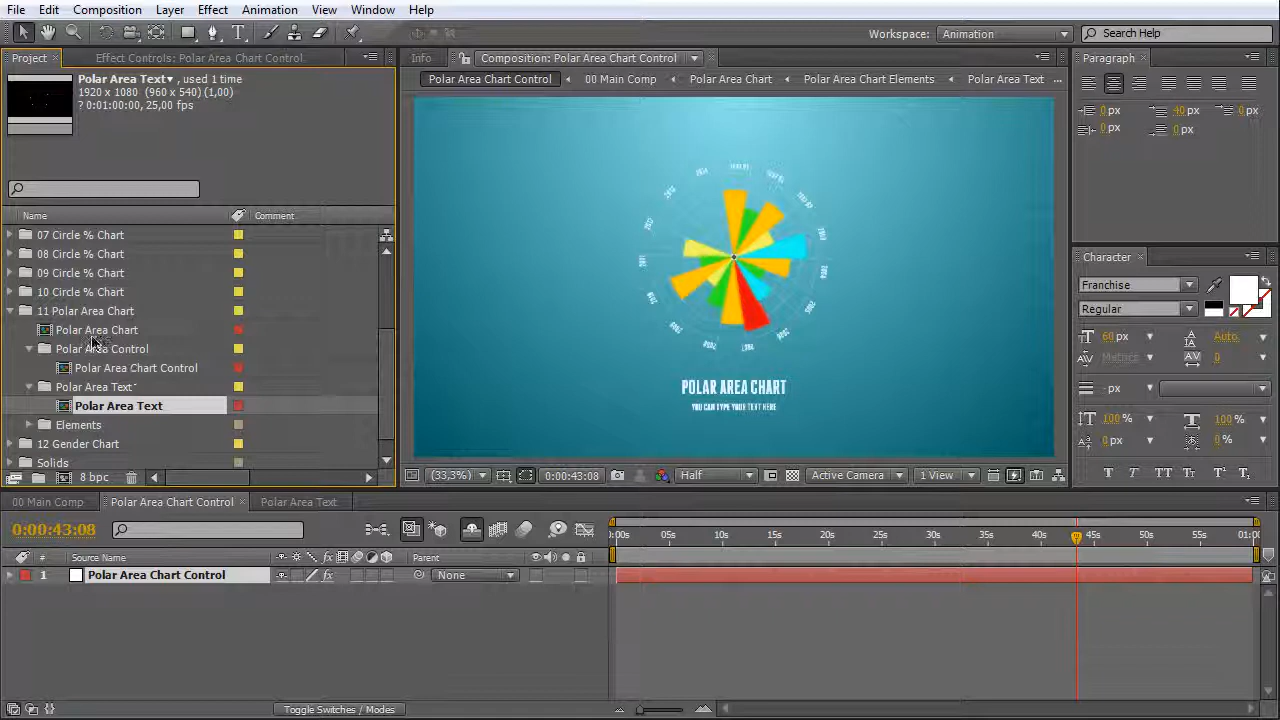 File Edit Composition Layer Effect Animation View Window Help
Workspace: Animation Search Help
Project Effect Controls: Polar Area Chart Control
Info Composition: Polar Area Chart Control
Paragraph
Polar Area Text , used 1 time
1920 x 1080 (960 x 540) (1,00)
? 0:01:00:00, 25,00 fps
Polar Area Chart Control 00 Main Comp Polar Area Chart Polar Area Chart Elements Polar Area Text ...
0 px 40 px 0 px
0 px 0 px
Name Comment
07 Circle % Chart
08 Circle % Chart
09 Circle % Chart
10 Circle % Chart
11 Polar Area Chart
Polar Area Chart
Polar Area Control
Polar Area Chart Control
Polar Area Text
Polar Area Text
Elements
12 Gender Chart
Solids
8 bpc
POLAR AREA CHART
YOU CAN TYPE YOUR TEXT HERE
(33,3%) 0:00:43:08 Half Active Camera 1 View
Character
Franchise
Regular
60 px Auto
Metrics 0
- px
100 % 100 %
0 px 0 %
T T TT Tt T¹ T₁
00 Main Comp Polar Area Chart Control Polar Area Text
0:00:43:08
:00s 05s 10s 15s 20s 25s 30s 35s 40s 45s 50s 55s 01:00
# Source Name Parent
1 Polar Area Chart Control None
Toggle Switches / Modes